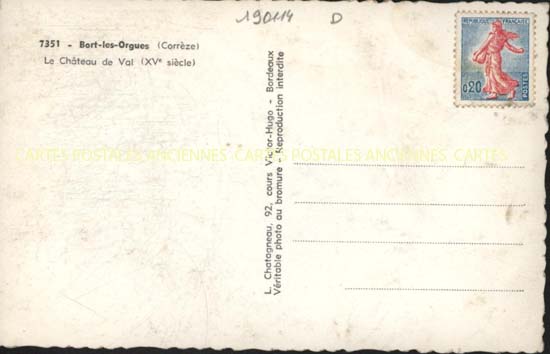 190114 D
7351 - Bort-les-Orgues (Corrèze)
Le Château de Val (XVe siècle)
L. Chatagneau, 92, cours Victor-Hugo - Bordeaux
Véritable photo au bromure - Reproduction interdite
REPUBLIQUE FRANÇAISE
0,20
POSTES
CARTES POSTALES ANCIENNES CARTES POSTALES ANCIENNES CARTES